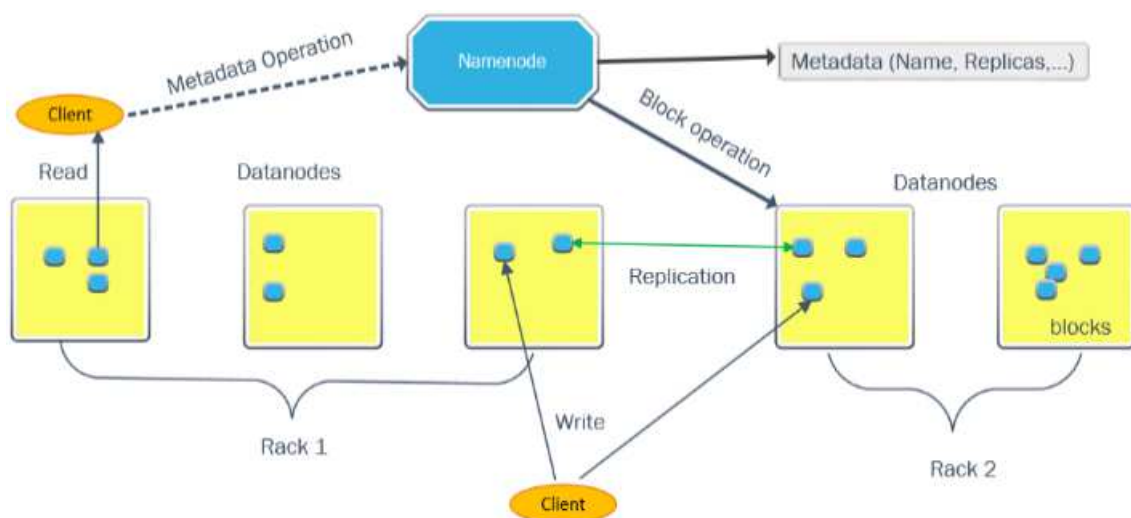 Metadata Operation
Namenode
Metadata (Name, Replicas,...)
Client
Block operation
Read
Datanodes
Datanodes
Replication
blocks
Write
Rack 1
Rack 2
Client